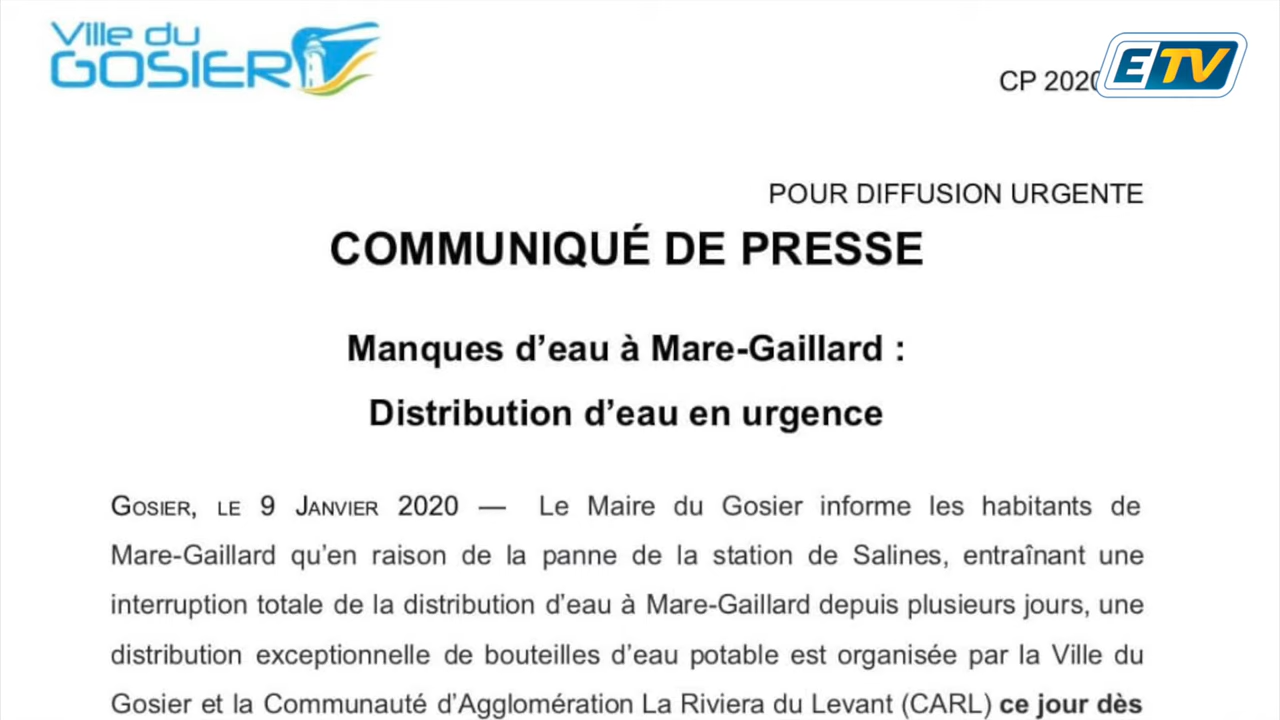 Ville du
GOSIER
ETV
CP 2020
POUR DIFFUSION URGENTE
COMMUNIQUÉ DE PRESSE
Manques d’eau à Mare-Gaillard :
Distribution d’eau en urgence
GOSIER, LE 9 JANVIER 2020 — Le Maire du Gosier informe les habitants de
Mare-Gaillard qu’en raison de la panne de la station de Salines, entraînant une
interruption totale de la distribution d’eau à Mare-Gaillard depuis plusieurs jours, une
distribution exceptionnelle de bouteilles d’eau potable est organisée par la Ville du
Gosier et la Communauté d’Agglomération La Riviera du Levant (CARL) ce jour dès